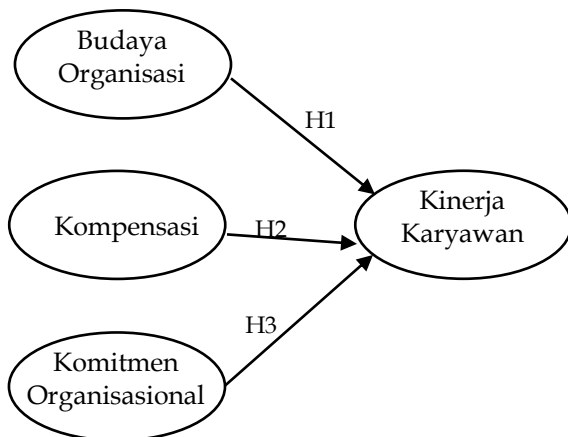 Budaya
Organisasi
H1
Kompensasi
H2
Kinerja
Karyawan
H3
Komitmen
Organisasional